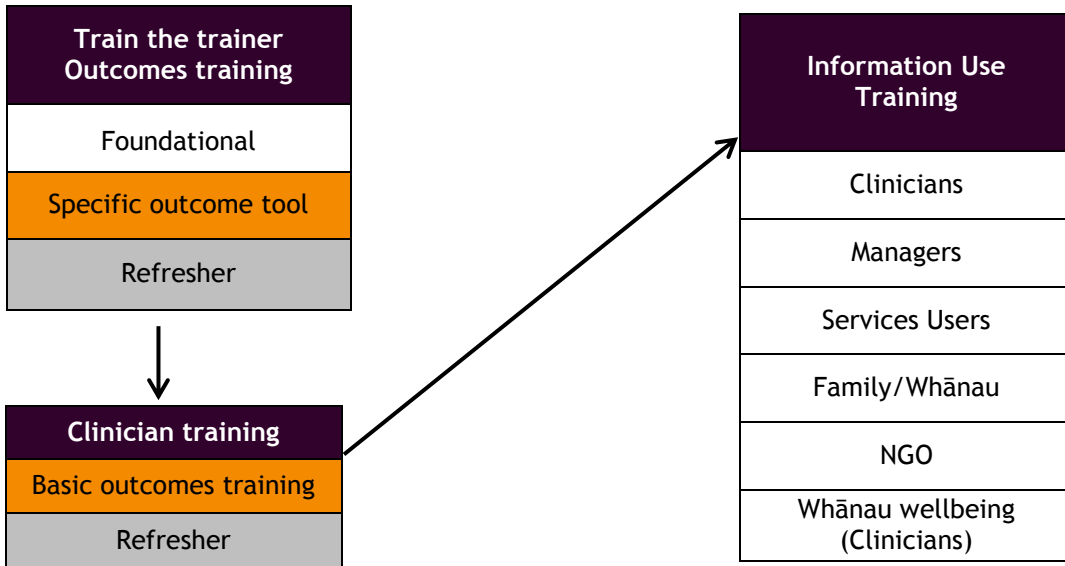 Train the trainer
Outcomes training
Foundational
Specific outcome tool
Refresher
Clinician training
Basic outcomes training
Refresher
Information Use
Training
Clinicians
Managers
Services Users
Family/Whānau
NGO
Whānau wellbeing
(Clinicians)